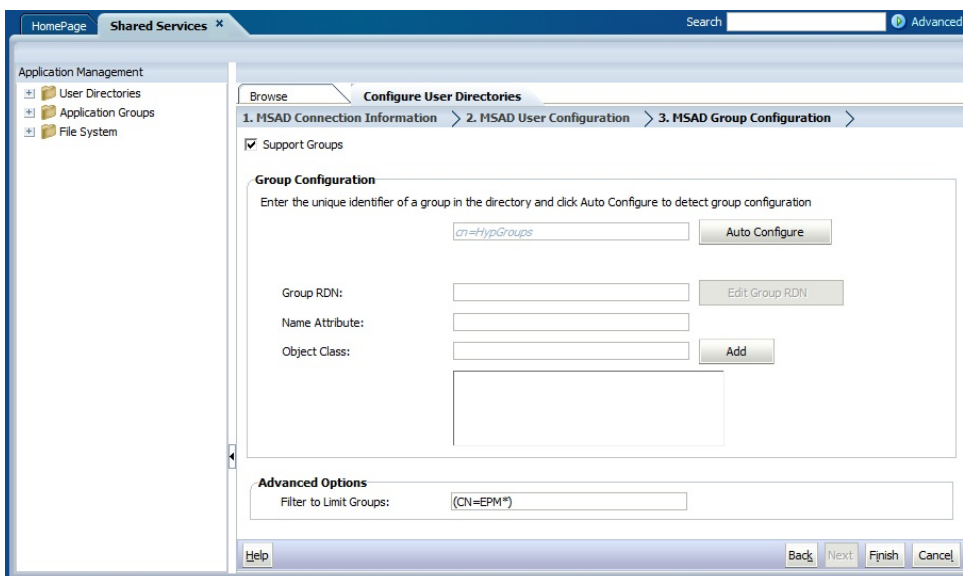 HomePage Shared Services × Search Advanced
Application Management
User Directories
Application Groups
File System
Browse Configure User Directories
1. MSAD Connection Information 2. MSAD User Configuration 3. MSAD Group Configuration
Support Groups
Group Configuration
Enter the unique identifier of a group in the directory and click Auto Configure to detect group configuration
cn=HypGroups Auto Configure
Group RDN: Edit Group RDN
Name Attribute:
Object Class: Add
Advanced Options
Filter to Limit Groups: (CN=EPM*)
Help Back Next Finish Cancel